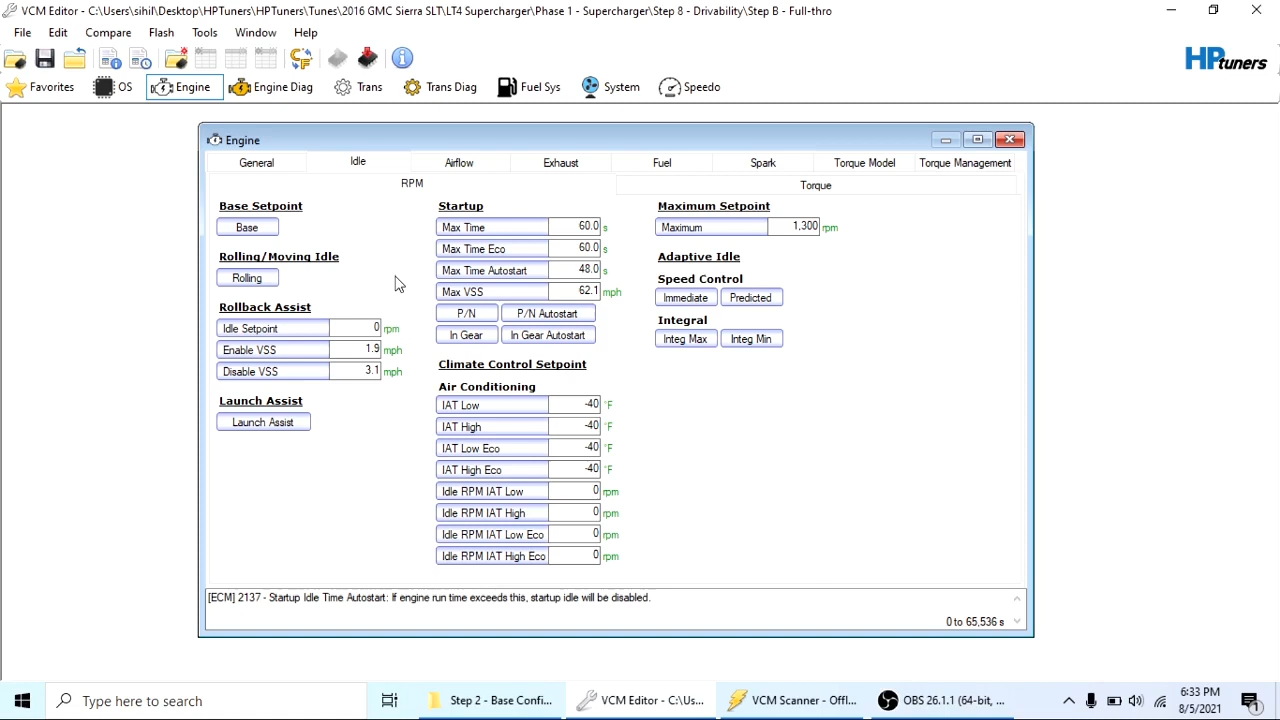 VCM Editor - C:\Users\sihil\Desktop\HPTuners\HPTuners\Tunes\2016 GMC Sierra SLT\LT4 Supercharger\Phase 1 - Supercharger\Step 8 - Drivability\Step B - Full-thro
File Edit Compare Flash Tools Window Help
HPtuners
Favorites OS Engine Engine Diag Trans Trans Diag Fuel Sys System Speedo
Engine
General Idle Airflow Exhaust Fuel Spark Torque Model Torque Management
RPM Torque
Base Setpoint
Base
Rolling/Moving Idle
Rolling
Rollback Assist
Idle Setpoint 0 rpm
Enable VSS 1.9 mph
Disable VSS 3.1 mph
Launch Assist
Launch Assist
Startup
Max Time 60.0 s
Max Time Eco 60.0 s
Max Time Autostart 48.0 s
Max VSS 62.1 mph
P/N P/N Autostart
In Gear In Gear Autostart
Climate Control Setpoint
Air Conditioning
IAT Low -40 °F
IAT High -40 °F
IAT Low Eco -40 °F
IAT High Eco -40 °F
Idle RPM IAT Low 0 rpm
Idle RPM IAT High 0 rpm
Idle RPM IAT Low Eco 0 rpm
Idle RPM IAT High Eco 0 rpm
Maximum Setpoint
Maximum 1,300 rpm
Adaptive Idle
Speed Control
Immediate Predicted
Integral
Integ Max Integ Min
[ECM] 2137 - Startup Idle Time Autostart: If engine run time exceeds this, startup idle will be disabled.
0 to 65,536 s
Type here to search
Step 2 - Base Confi...
VCM Editor - C:\Us...
VCM Scanner - Offl...
OBS 26.1.1 (64-bit, ...
6:33 PM
8/5/2021
1